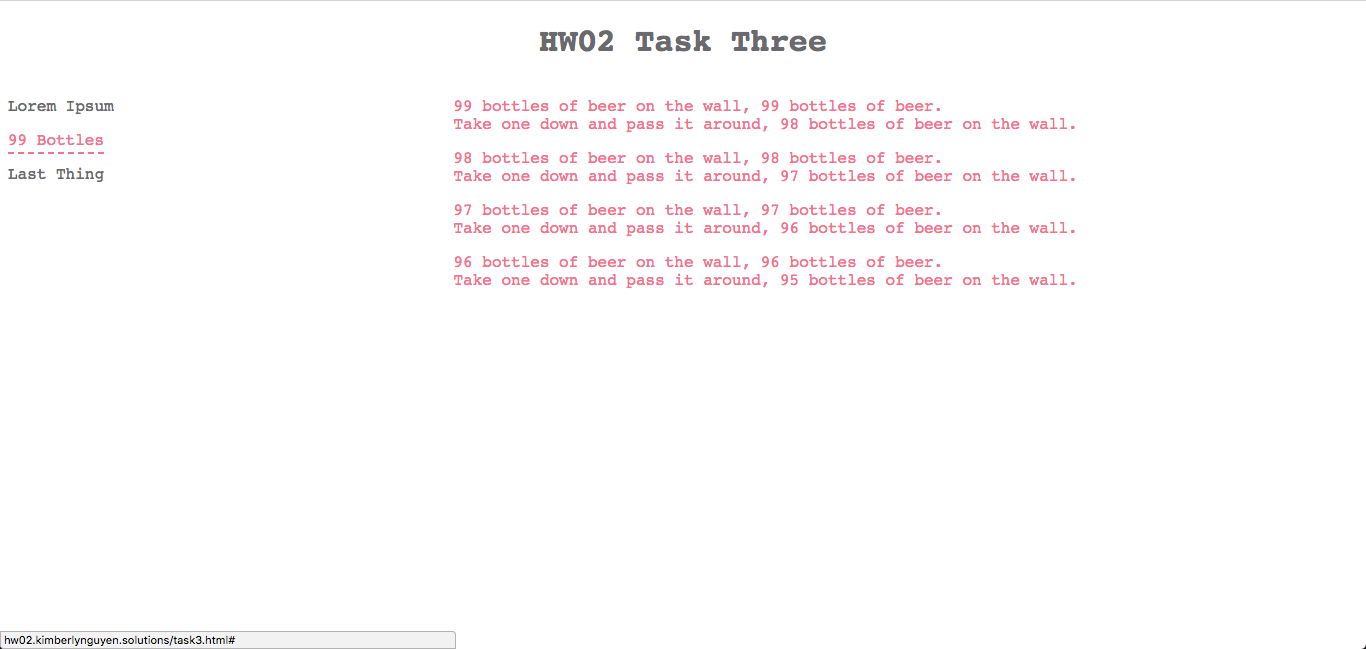 HW02 Task Three
Lorem Ipsum
99 Bottles
Last Thing
99 bottles of beer on the wall, 99 bottles of beer.
Take one down and pass it around, 98 bottles of beer on the wall.
98 bottles of beer on the wall, 98 bottles of beer.
Take one down and pass it around, 97 bottles of beer on the wall.
97 bottles of beer on the wall, 97 bottles of beer.
Take one down and pass it around, 96 bottles of beer on the wall.
96 bottles of beer on the wall, 96 bottles of beer.
Take one down and pass it around, 95 bottles of beer on the wall.
hw02.kimberlynguyen.solutions/task3.html#